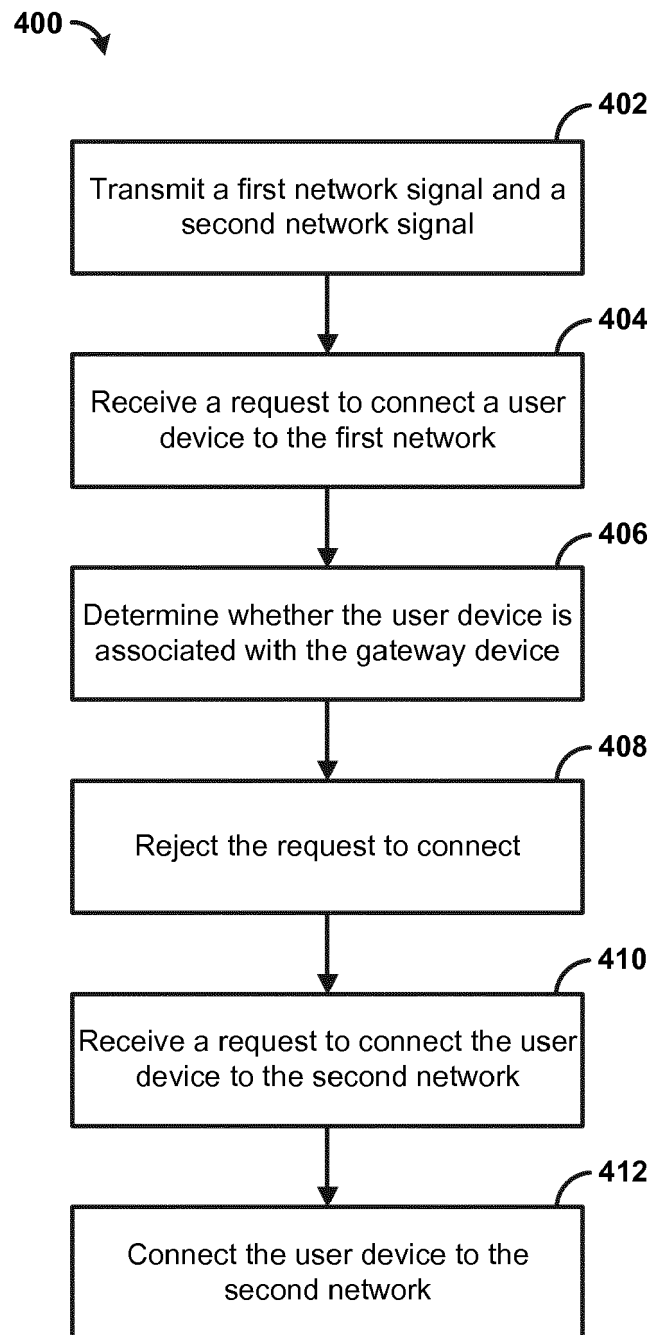 400
402
Transmit a first network signal and a
second network signal
404
Receive a request to connect a user
device to the first network
406
Determine whether the user device is
associated with the gateway device
408
Reject the request to connect
410
Receive a request to connect the user
device to the second network
412
Connect the user device to the
second network